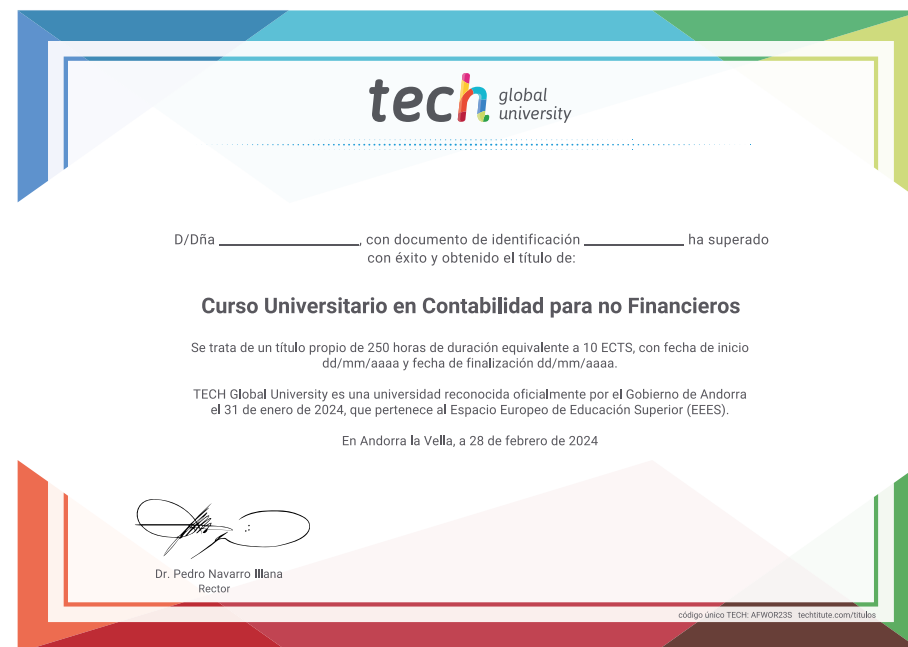 tech global university
D/Dña ____________, con documento de identificación ____________ ha superado
con éxito y obtenido el título de:
Curso Universitario en Contabilidad para no Financieros
Se trata de un título propio de 250 horas de duración equivalente a 10 ECTS, con fecha de inicio
dd/mm/aaaa y fecha de finalización dd/mm/aaaa.
TECH Global University es una universidad reconocida oficialmente por el Gobierno de Andorra
el 31 de enero de 2024, que pertenece al Espacio Europeo de Educación Superior (EEES).
En Andorra la Vella, a 28 de febrero de 2024
Dr. Pedro Navarro Illana
Rector
código único TECH: AFWOR23S techtitute.com/titulos